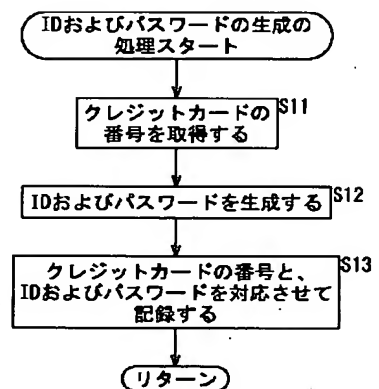 IDおよびパスワードの生成の
処理スタート
クレジットカードの
番号を取得する
S11
IDおよびパスワードを生成する
S12
クレジットカードの番号と、
IDおよびパスワードを対応させて
記録する
S13
リターン